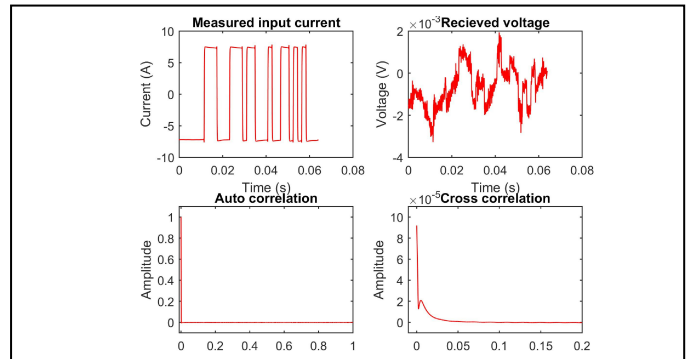 Measured input current
10
5
0
-5
-10
Current (A)
0 0.02 0.04 0.06 0.08
Time (s)
×10⁻³ Recieved voltage
2
0
-2
-4
Voltage (V)
0 0.02 0.04 0.06 0.08
Time (s)
Auto correlation
1
0.8
0.6
0.4
0.2
0
Amplitude
0 0.2 0.4 0.6 0.8 1
×10⁻⁵ Cross correlation
10
8
6
4
2
0
Amplitude
0 0.05 0.1 0.15 0.2